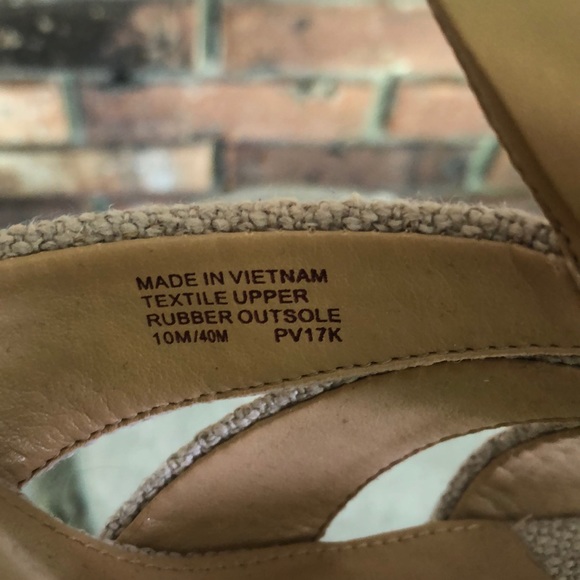 MADE IN VIETNAM
TEXTILE UPPER
RUBBER OUTSOLE
10M/40M PV17K